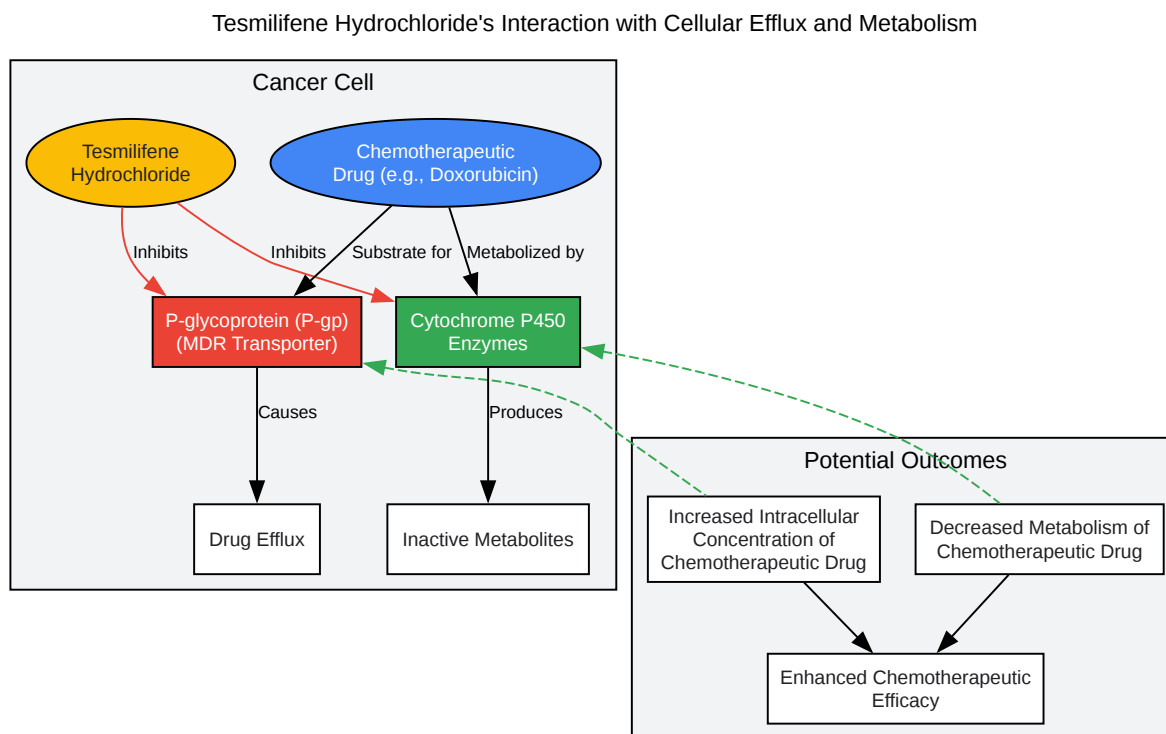 Tesmilifene Hydrochloride's Interaction with Cellular Efflux and Metabolism
Cancer Cell
Tesmilifene
Hydrochloride
Chemotherapeutic
Drug (e.g., Doxorubicin)
Inhibits
Inhibits
Substrate for
Metabolized by
P-glycoprotein (P-gp)
(MDR Transporter)
Cytochrome P450
Enzymes
Causes
Produces
Drug Efflux
Inactive Metabolites
Potential Outcomes
Increased Intracellular
Concentration of
Chemotherapeutic Drug
Decreased Metabolism of
Chemotherapeutic Drug
Enhanced Chemotherapeutic
Efficacy